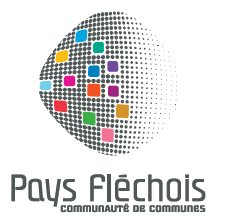 Pays Fléchois
COMMUNAUTÉ DE COMMUNES